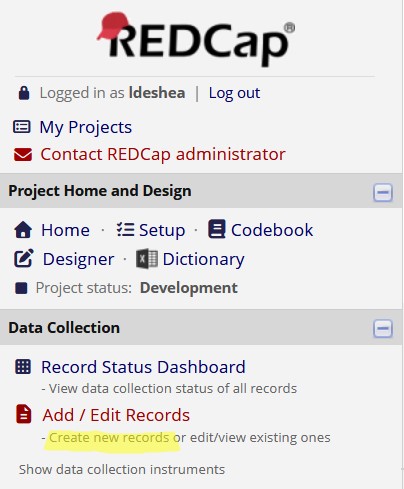 REDCap®
Logged in as ldeshea | Log out
My Projects
Contact REDCap administrator
Project Home and Design
Home · Setup · Codebook
Designer · Dictionary
Project status: Development
Data Collection
Record Status Dashboard
- View data collection status of all records
Add / Edit Records
- Create new records or edit/view existing ones
Show data collection instruments